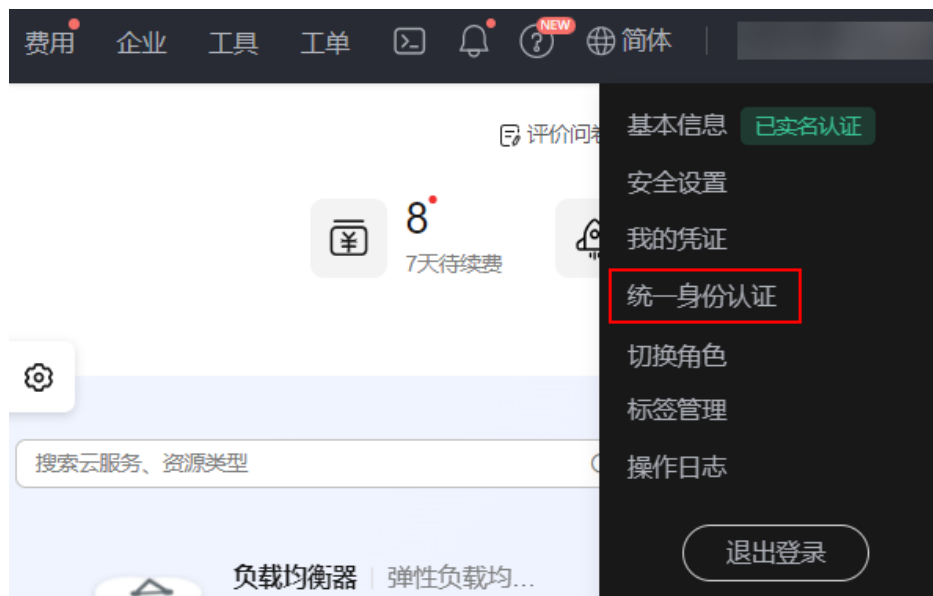 费用 企业 工具 工单 NEW 简体
评价问
基本信息 已实名认证
安全设置
8
7天待续费
我的凭证
统一身份认证
切换角色
标签管理
搜索云服务、资源类型
操作日志
退出登录
负载均衡器 弹性负载均...